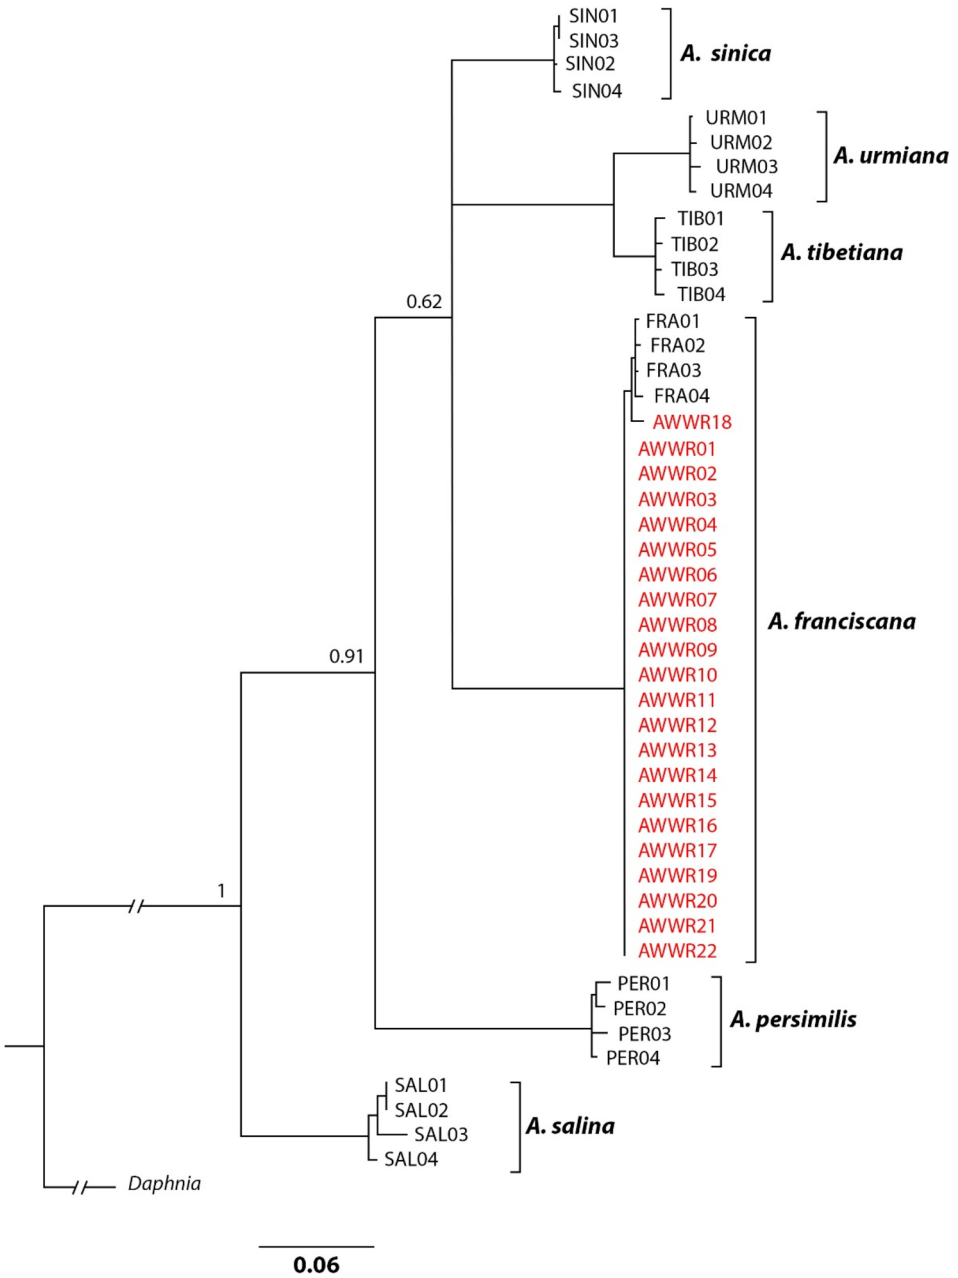 SIN01
SIN03
SIN02
SIN04
A. sinica
URM01
URM02
URM03
URM04
A. urmiana
TIB01
TIB02
TIB03
TIB04
A. tibetiana
0.62
FRA01
FRA02
FRA03
FRA04
AWWR18
AWWR01
AWWR02
AWWR03
AWWR04
AWWR05
AWWR06
AWWR07
AWWR08
AWWR09
AWWR10
AWWR11
AWWR12
AWWR13
AWWR14
AWWR15
AWWR16
AWWR17
AWWR19
AWWR20
AWWR21
AWWR22
A. franciscana
0.91
1
PER01
PER02
PER03
PER04
A. persimilis
SAL01
SAL02
SAL03
SAL04
A. salina
Daphnia
0.06